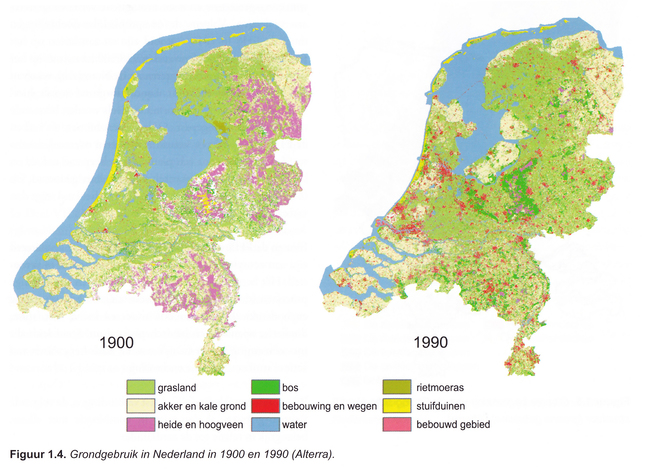 1900
1990
grasland
bos
rietmoeras
akker en kale grond
bebouwing en wegen
stuifduinen
heide en hoogveen
water
bebouwd gebied
Figuur 1.4. Grondgebruik in Nederland in 1900 en 1990 (Alterra).